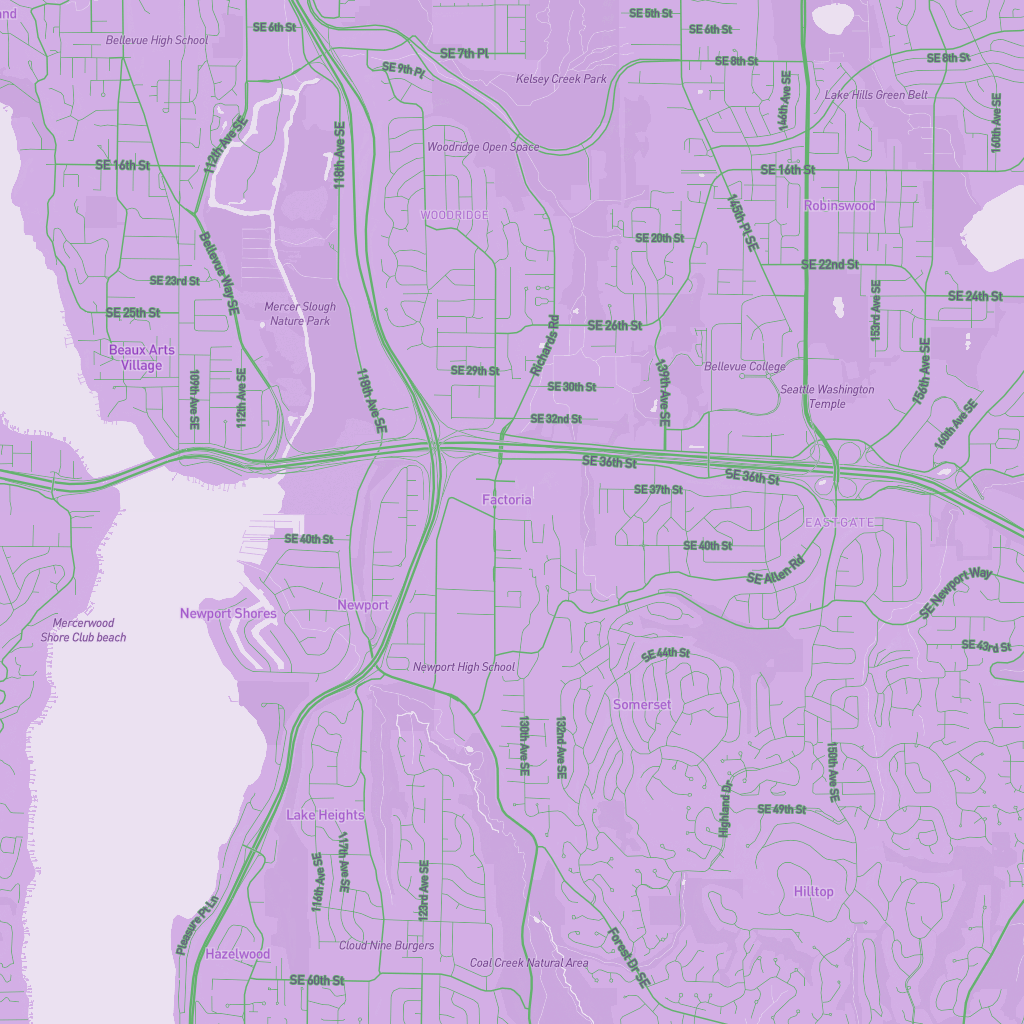 SE 5th St
SE 6th St
SE 6th St
Bellevue High School
SE 7th Pl
SE 8th St
SE 8th St
SE 9th Pl
Kelsey Creek Park
Lake Hills Green Belt
146th Ave SE
160th Ave SE
112th Ave SE
118th Ave SE
Woodridge Open Space
SE 16th St
SE 16th St
145th Pl SE
Robinswood
WOODRIDGE
SE 20th St
Bellevue Way SE
SE 22nd St
SE 23rd St
SE 24th St
Mercer Slough
Nature Park
SE 25th St
153rd Ave SE
SE 26th St
Richards Rd
Beaux Arts
Village
109th Ave SE
112th Ave SE
118th Ave SE
SE 29th St
139th Ave SE
Bellevue College
156th Ave SE
SE 30th St
Seattle Washington
Temple
SE 32nd St
160th Ave SE
SE 36th St
SE 36th St
SE 37th St
Factoria
EASTGATE
SE 40th St
SE 40th St
SE Allen Rd
SE Newport Way
Newport
Newport Shores
Mercerwood
Shore Club beach
SE 43rd St
SE 44th St
Newport High School
Somerset
130th Ave SE
132nd Ave SE
150th Ave SE
Highland Dr
SE 49th St
Lake Heights
117th Ave SE
116th Ave SE
123rd Ave SE
Hilltop
Pleasure Pt Ln
Cloud Nine Burgers
Hazelwood
Coal Creek Natural Area
Forest Dr SE
SE 60th St